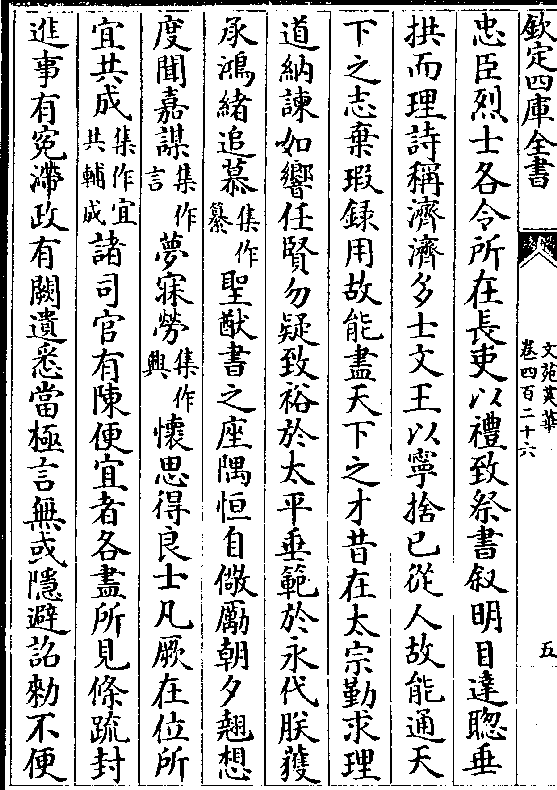 欽定四庫全書
文苑英華
卷四百二十六
五
忠臣烈士各令所在長吏以禮致祭書叙明目達聰垂
拱而理詩稱濟濟多士文王以寧捨已從人故能通天
下之志棄瑕録用故能盡天下之才昔在太宗勤求理
道納諫如響任賢勿疑致裕於太平垂範於永代朕獲
承鴻緒追慕集作纂聖猷書之座隅恒自儆勵朝夕翹想
度聞嘉謀集作言夢寐勞集作興懷思得良士凡厥在位所
宜共成集作宜共輔成諸司官有陳便宜者各盡所見條疏封
進事有寃滯政有闕遺悉當極言無或隱避詔勑不便